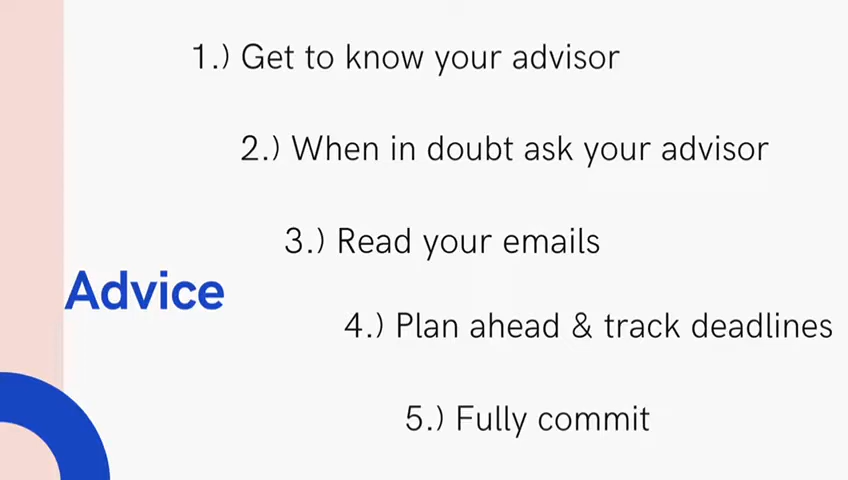 1.) Get to know your advisor
2.) When in doubt ask your advisor
3.) Read your emails
Advice
4.) Plan ahead & track deadlines
5.) Fully commit